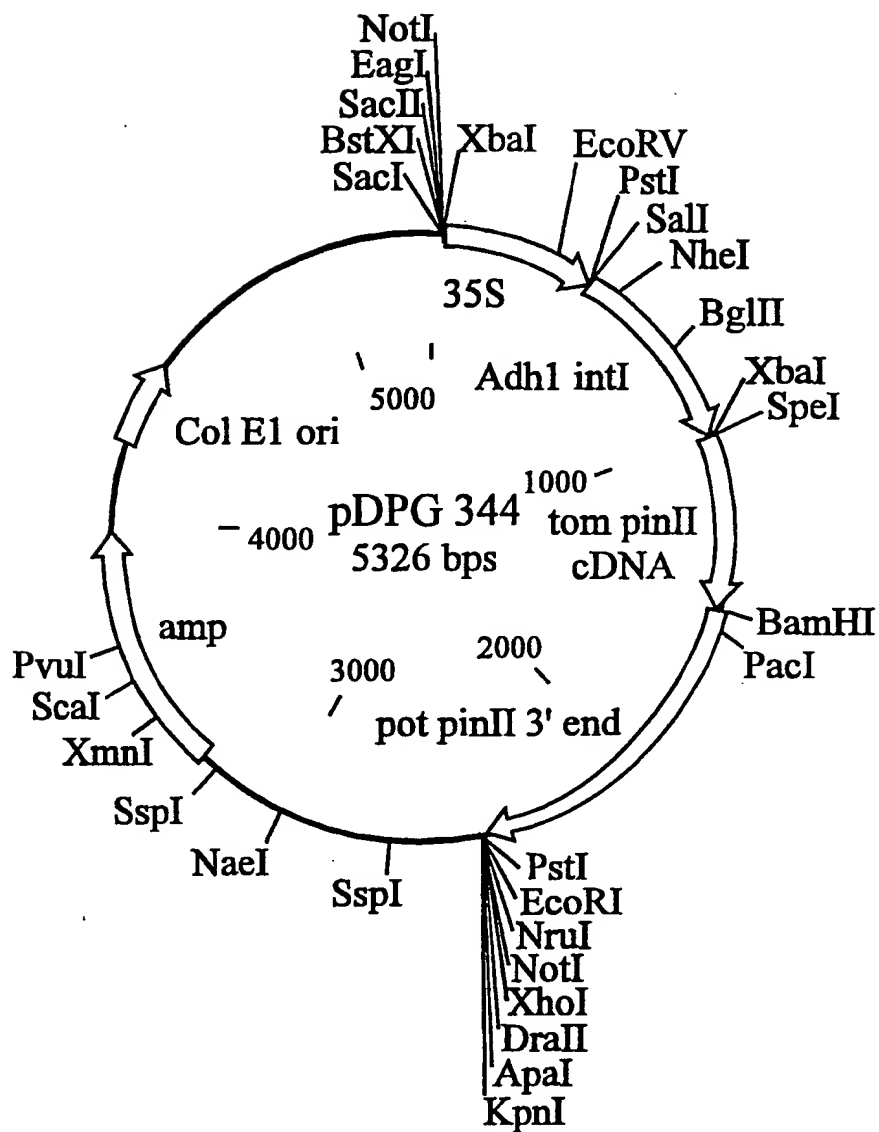 NotI
EagI
SacII
BstXI
SacI
XbaI
EcoRV
PstI
SalI
NheI
BglII
XbaI
SpeI
35S
Adh1 intI
5000
Col E1 ori
1000
pDPG 344
5326 bps
tom pinII
cDNA
4000
amp
BamHI
PacI
2000
3000
pot pinII 3' end
PvuI
ScaI
XmnI
SspI
NaeI
SspI
PstI
EcoRI
NruI
NotI
XhoI
DraII
ApaI
KpnI